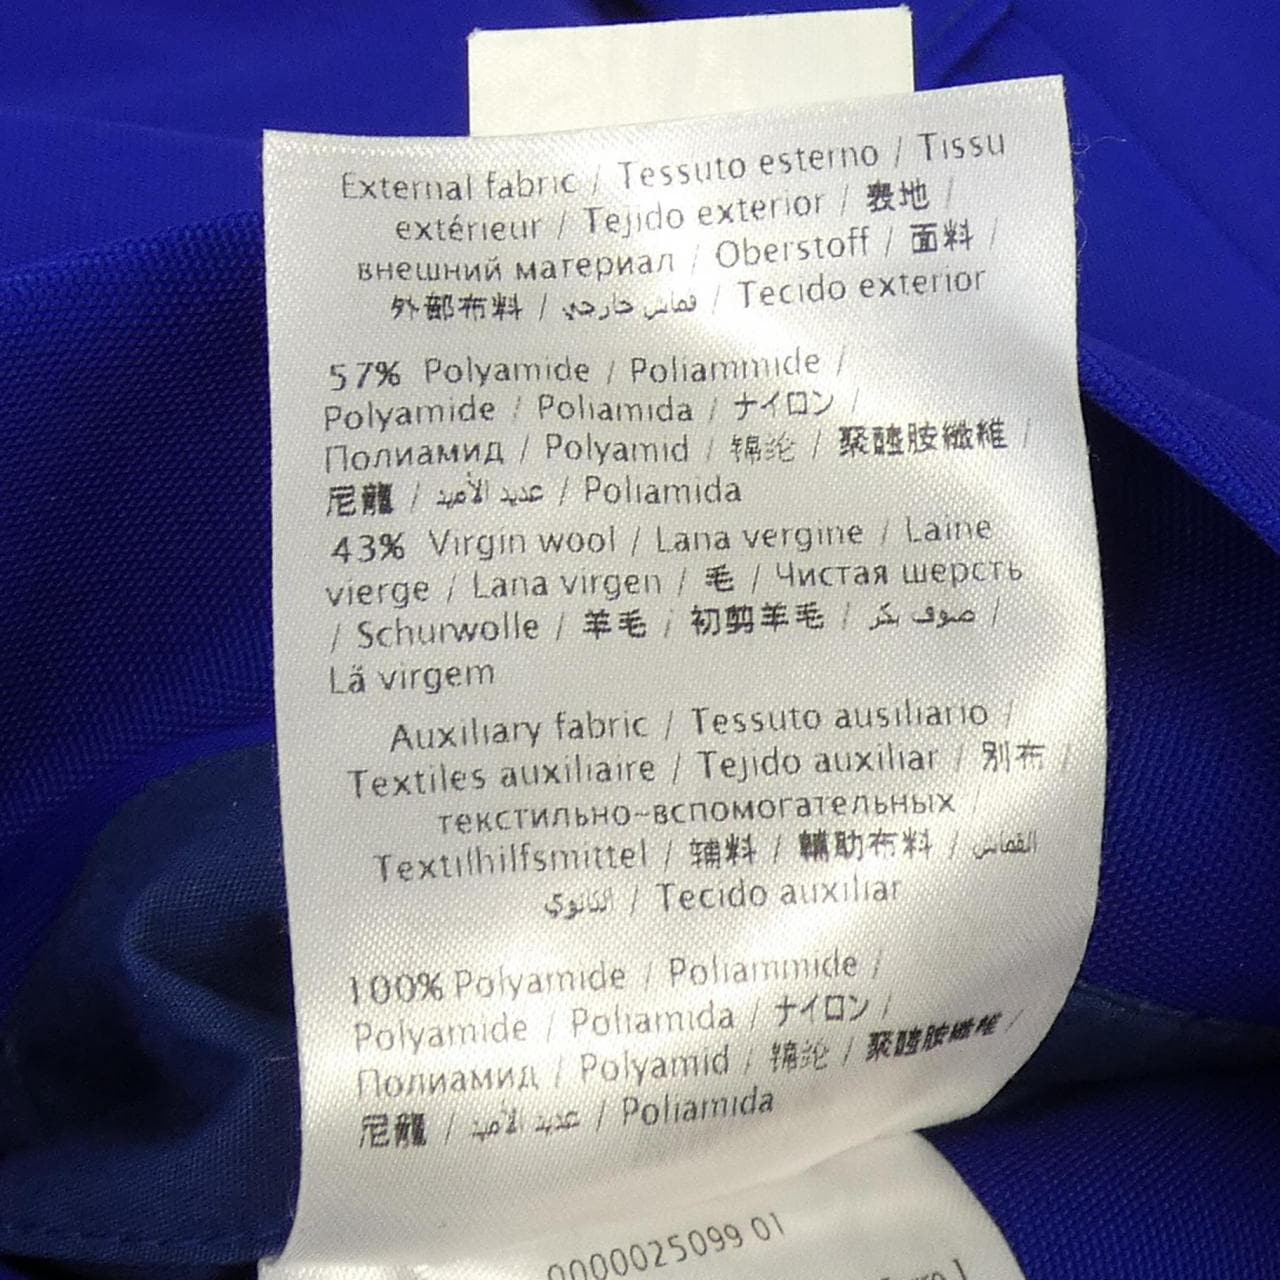 External fabric / Tessuto esterno / Tissu
extérieur / Tejido exterior / 表地 /
внешний материал / Oberstoff / 面料 /
外部布料 / قماش خارجي / Tecido exterior
57% Polyamide / Poliammide /
Polyamide / Poliamida / ナイロン /
Полиамид / Polyamid / 锦纶 / 聚醯胺纖維 /
尼龍 / عديد الأميد / Poliamida
43% Virgin wool / Lana vergine / Laine
vierge / Lana virgen / 毛 / Чистая шерсть
/ Schurwolle / 羊毛 / 初剪羊毛 / صوف بكر /
Lã virgem
Auxiliary fabric / Tessuto ausiliario /
Textiles auxiliaire / Tejido auxiliar / 別布 /
текстильно-вспомогательных
Textilhilfsmittel / 辅料 / 輔助布料 / القماش
الثانوي / Tecido auxiliar
100% Polyamide / Poliammide /
Polyamide / Poliamida / ナイロン /
Полиамид / Polyamid / 锦纶 / 聚醯胺纖維 /
尼龍 / عديد الأميد / Poliamida
0000025099 01